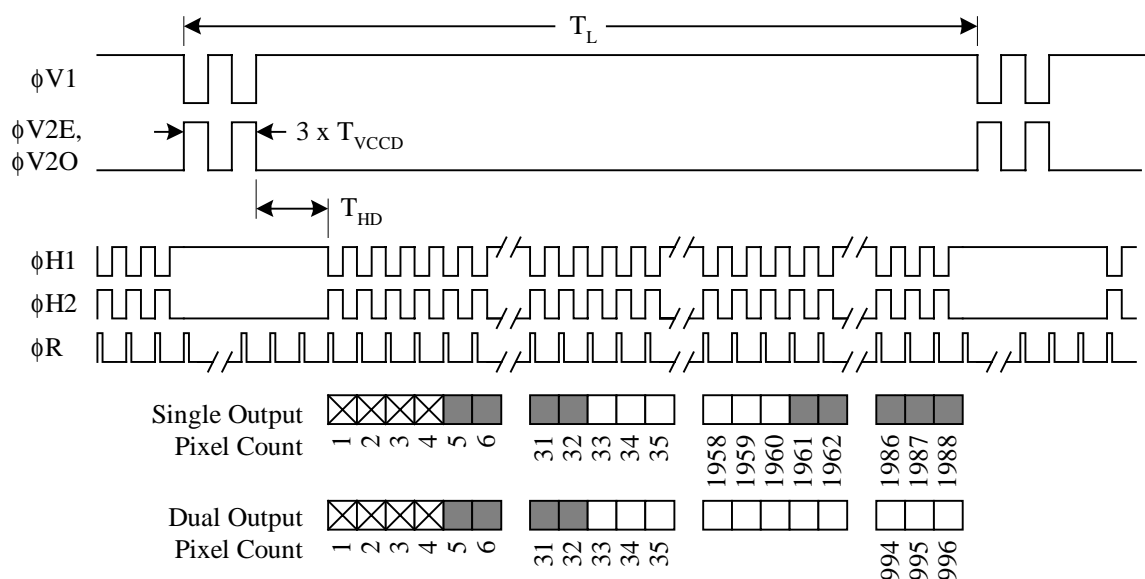 T_L
ϕV1
ϕV2E,
ϕV2O
3 x T_VCCD
T_HD
ϕH1
ϕH2
ϕR
Single Output
Pixel Count
1 2 3 4 5 6 31 32 33 34 35 1958 1959 1960 1961 1962 1986 1987 1988
Dual Output
Pixel Count
1 2 3 4 5 6 31 32 33 34 35 994 995 996